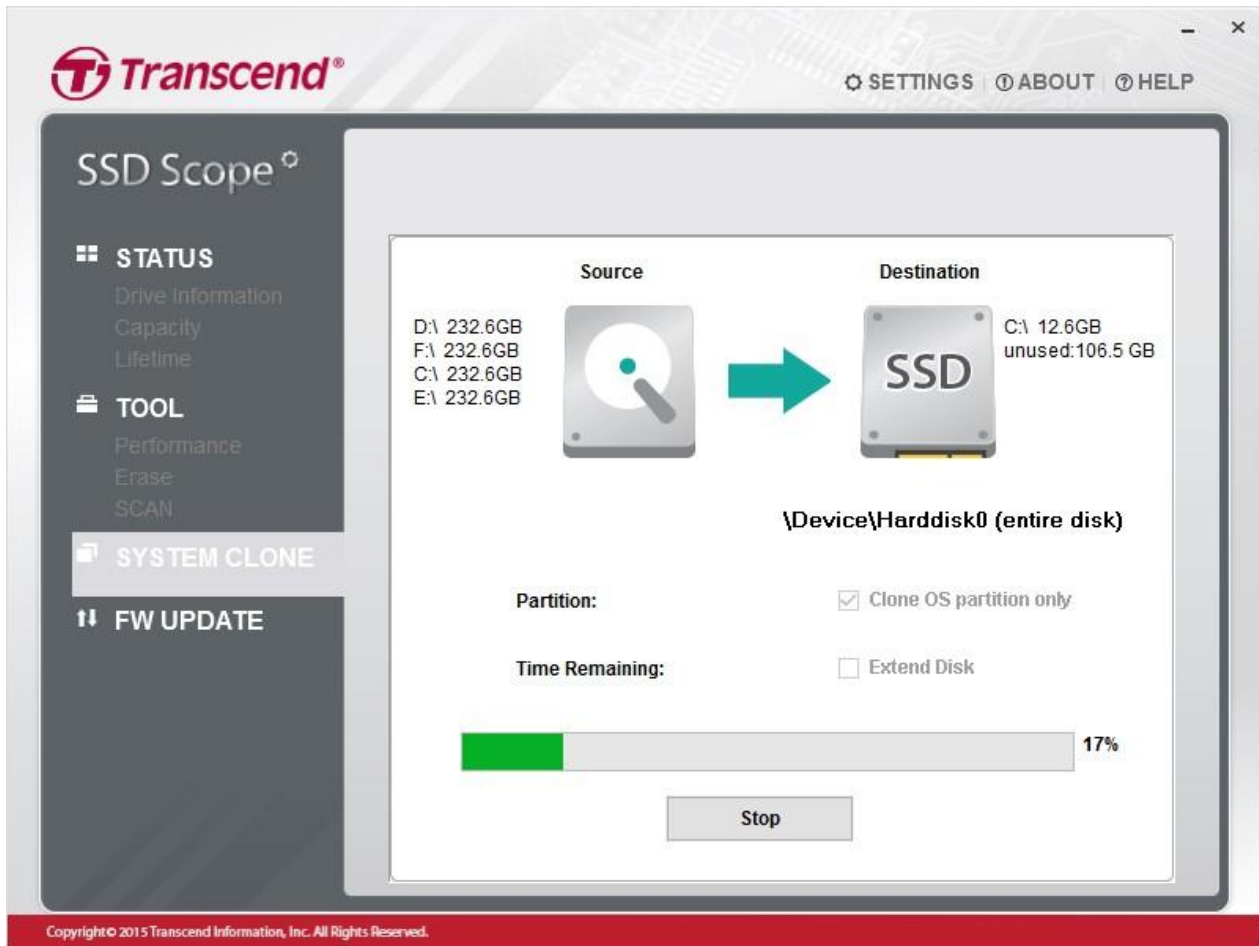 Transcend®
SETTINGS
ABOUT
HELP
SSD Scope
STATUS
Drive Information
Capacity
Lifetime
TOOL
Performance
Erase
SCAN
SYSTEM CLONE
FW UPDATE
Source
Destination
D:\ 232.6GB
F:\ 232.6GB
C:\ 232.6GB
E:\ 232.6GB
SSD
C:\ 12.6GB
unused:106.5 GB
\Device\Harddisk0 (entire disk)
Partition:
Clone OS partition only
Time Remaining:
Extend Disk
17%
Stop
Copyright© 2015 Transcend Information, Inc. All Rights Reserved.